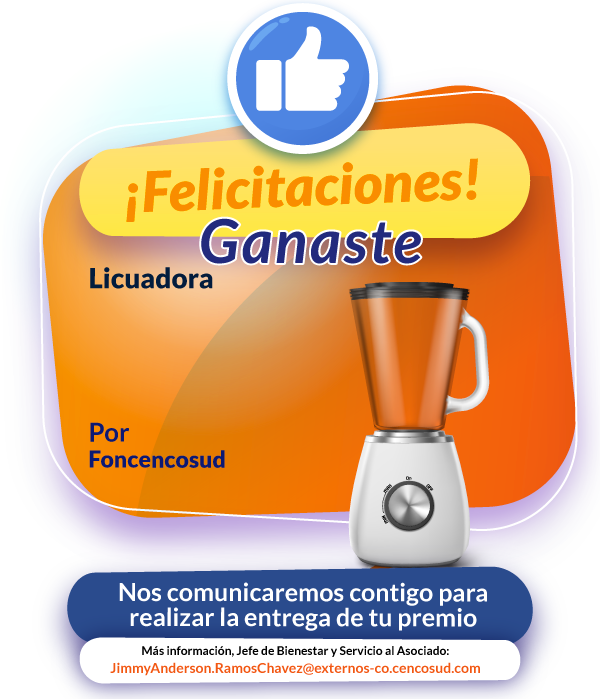 ¡Felicitaciones!
Ganaste
Licuadora
Por
Foncencosud
On
Nos comunicaremos contigo para
realizar la entrega de tu premio
Más información, Jefe de Bienestar y Servicio al Asociado:
JimmyAnderson.RamosChavez@externos-co.cencosud.com